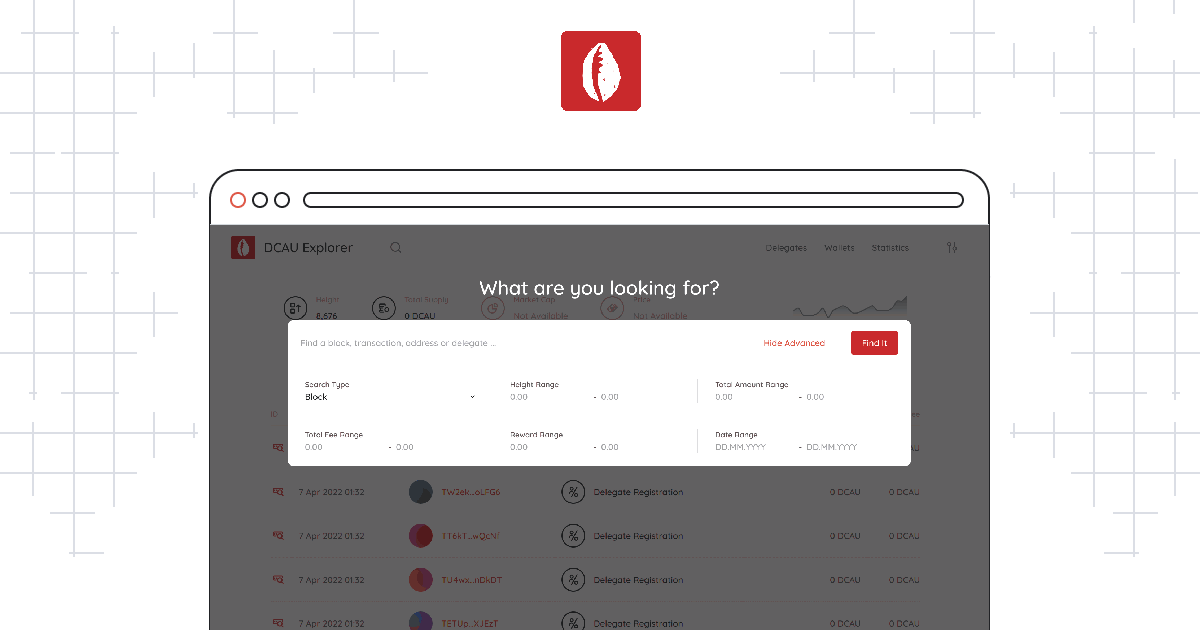 DCAU Explorer
Delegates Wallets Statistics
What are you looking for?
Height Total Supply Market Cap Price
8,676 0 DCAU Not Available Not Available
Find a block, transaction, address or delegate ... Hide Advanced Find It
Search Type Height Range Total Amount Range
Block 0.00 - 0.00 0.00 - 0.00
ID
Total Fee Range Reward Range Date Range
0.00 - 0.00 0.00 - 0.00 DD.MM.YYYY - DD.MM.YYYY
7 Apr 2022 01:32 TW2ek...oLFG6 Delegate Registration 0 DCAU 0 DCAU
7 Apr 2022 01:32 Delegate Registration 0 DCAU 0 DCAU
7 Apr 2022 01:32 Delegate Registration 0 DCAU 0 DCAU
7 Apr 2022 01:32 TETUp...XJEzT Delegate Registration 0 DCAU 0 DCAU